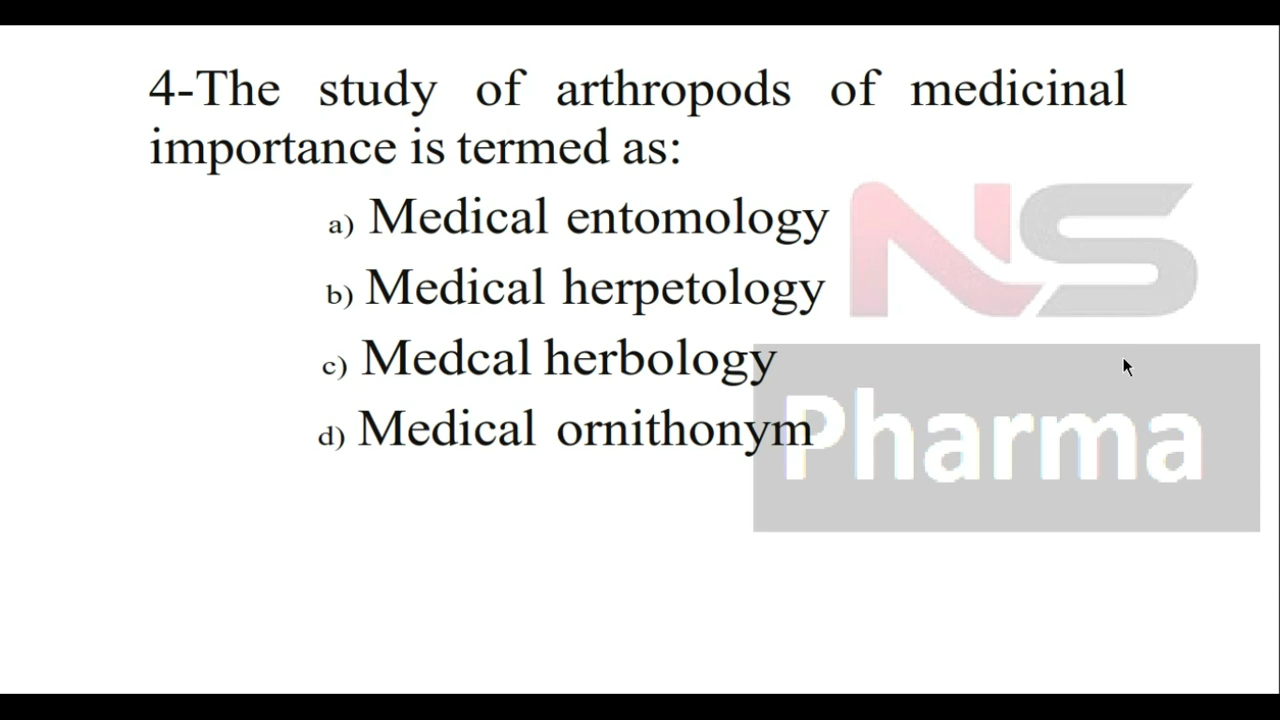 4-The study of arthropods of medicinal
importance is termed as:
a) Medical entomology
b) Medical herpetology
c) Medcal herbology
d) Medical ornithonym
NS
Pharma